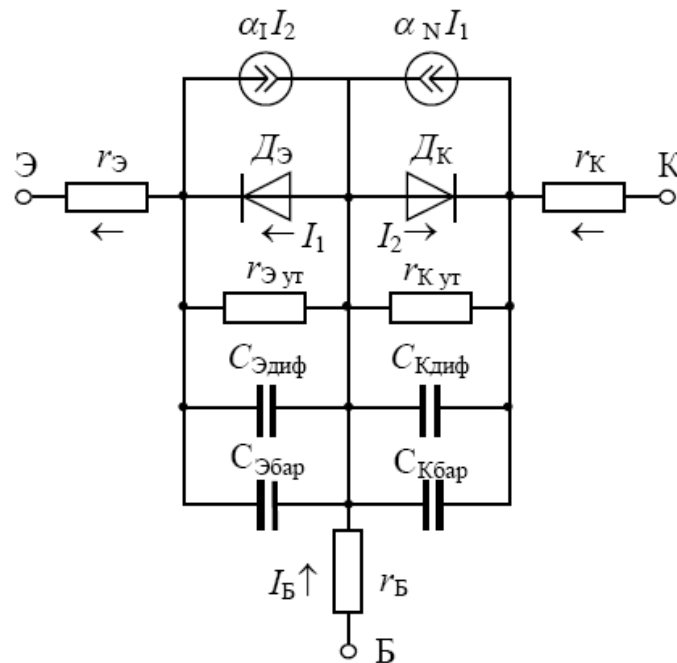 α_I I_2 α_N I_1
Э r_Э Д_Э Д_К r_К К
← ← I_1 I_2 → ←
r_Э ут r_К ут
C_Эдиф C_Кдиф
C_Эбар C_Кбар
I_Б ↑ r_Б
Б